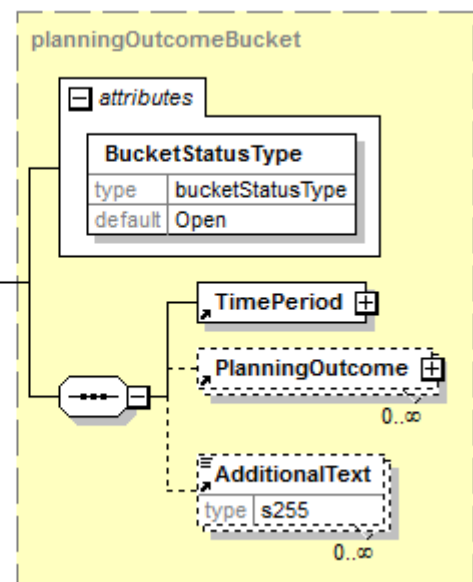 planningOutcomeBucket
attributes
BucketStatusType
type bucketStatusType
default Open
TimePeriod
PlanningOutcome
0..∞
AdditionalText
type s255
0..∞